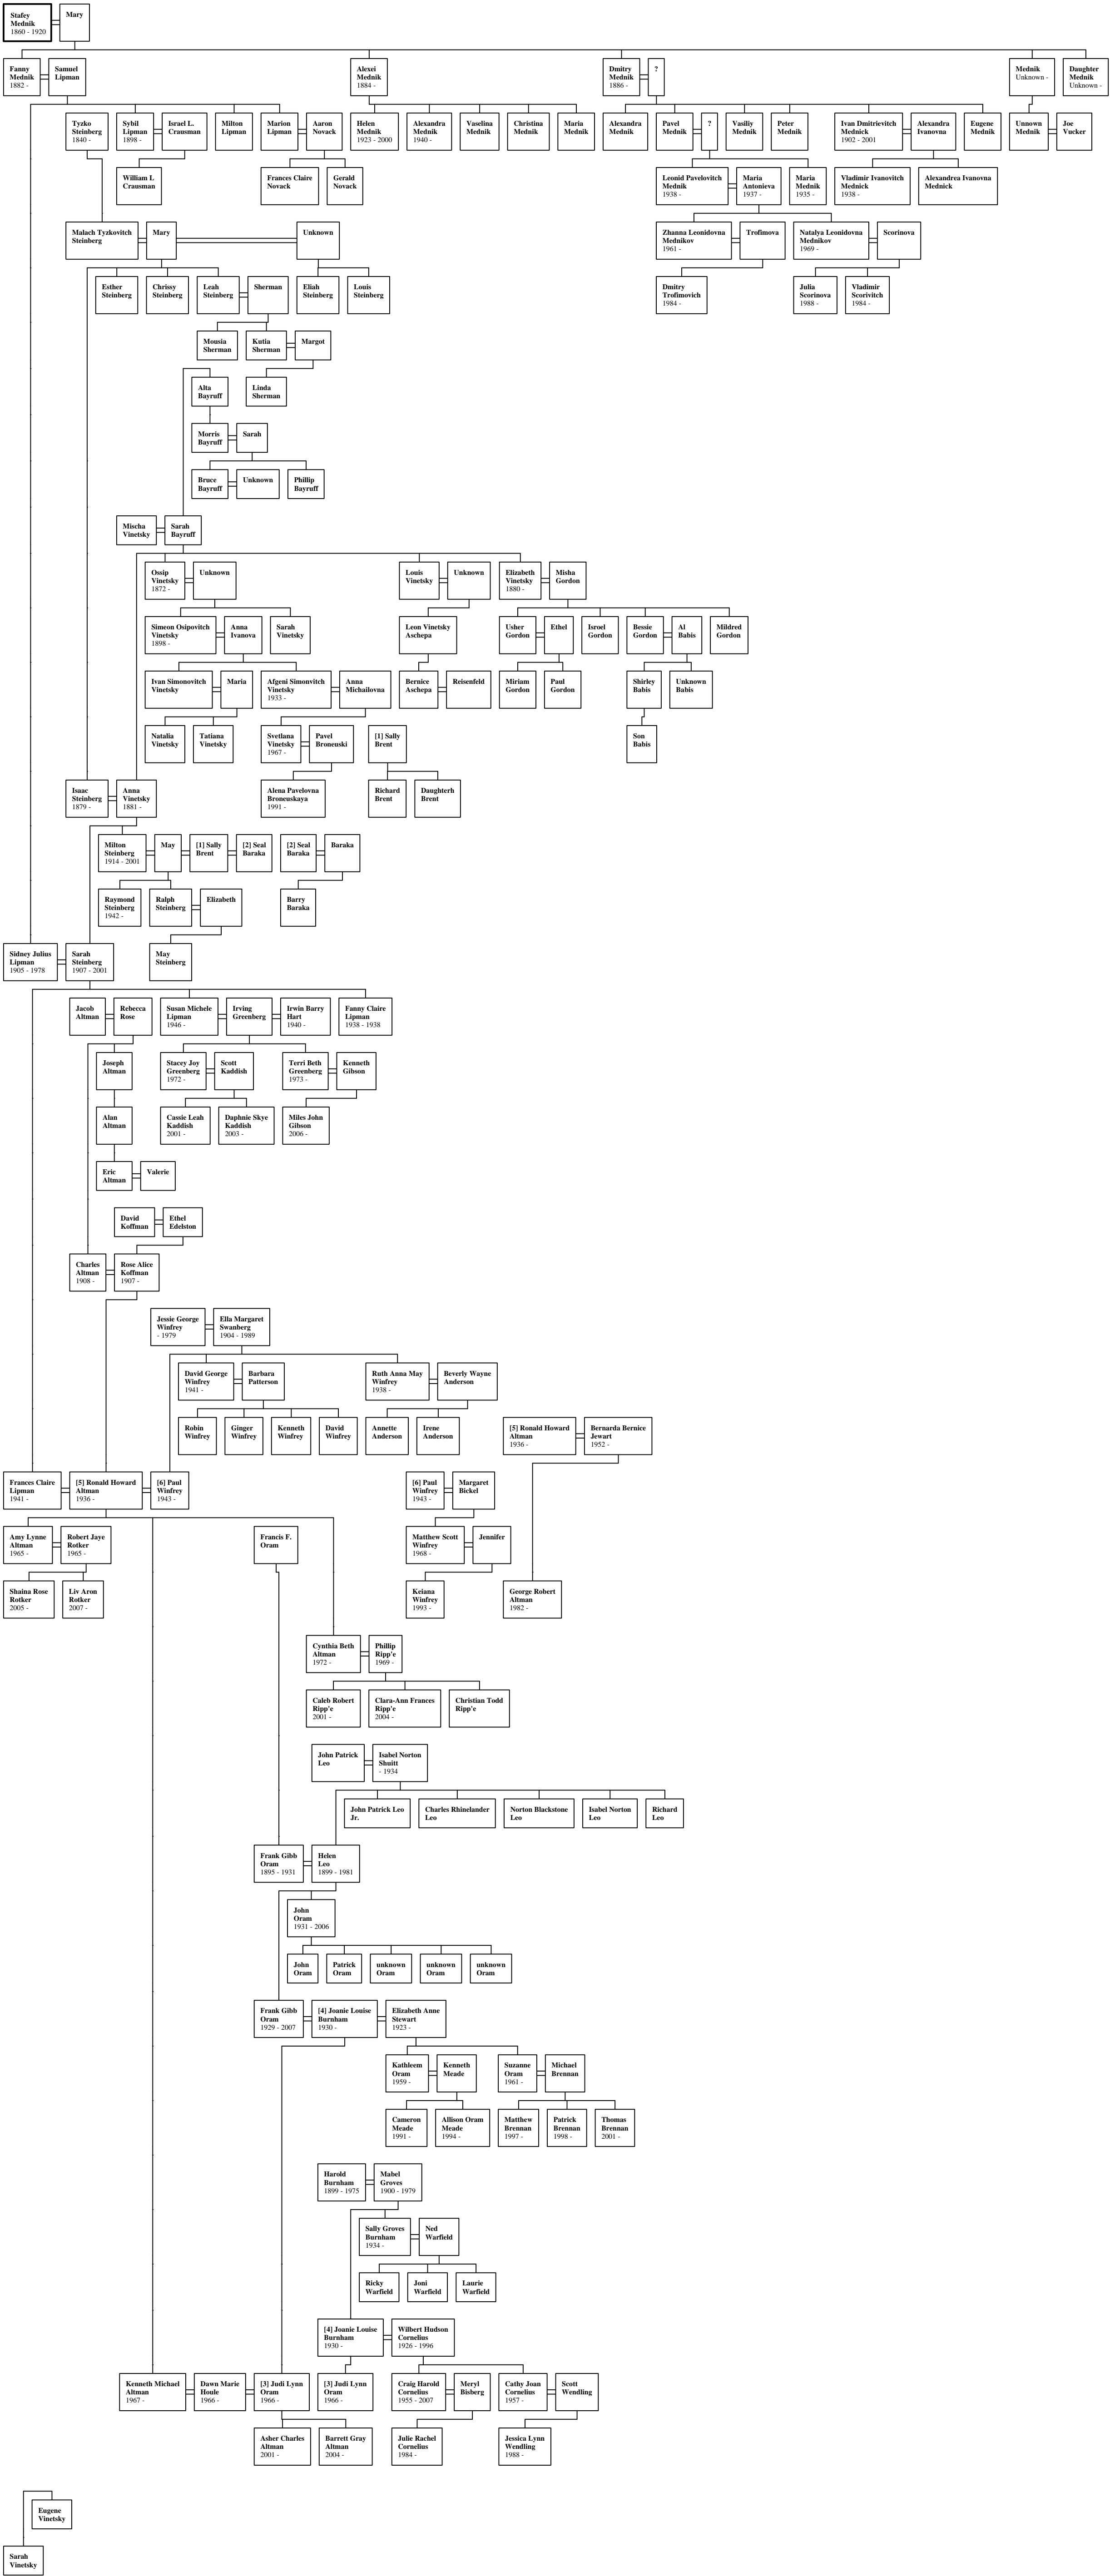 Stafey
Mednik
1860 - 1920
Mary
Fanny
Mednik
1882 -
Samuel
Lipman
Alexei
Mednik
1884 -
Dmitry
Mednik
1886 -
?
Mednik
Unknown -
Daughter
Mednik
Unknown -
Tyzko
Steinberg
1840 -
Sybil
Lipman
1898 -
Israel L.
Crausman
Milton
Lipman
Marion
Lipman
Aaron
Novack
Helen
Mednik
1923 - 2000
Alexandra
Mednik
1940 -
Vaselina
Mednik
Christina
Mednik
Maria
Mednik
Alexandra
Mednik
Pavel
Mednik
?
Vasiliy
Mednik
Peter
Mednik
Ivan Dmitrievitch
Mednick
1902 - 2001
Alexandra
Ivanovna
Eugene
Mednik
Unnown
Mednik
Joe
Vucker
William L
Crausman
Frances Claire
Novack
Gerald
Novack
Leonid Pavelovitch
Mednik
1938 -
Maria
Antonieva
1937 -
Maria
Mednik
1935 -
Vladimir Ivanovitch
Mednick
1938 -
Alexandrea Ivanovna
Mednick
Malach Tyzkovitch
Steinberg
Mary
Unknown
Zhanna Leonidovna
Mednikov
1961 -
Trofimova
Natalya Leonidovna
Mednikov
1969 -
Scorinova
Esther
Steinberg
Chrissy
Steinberg
Leah
Steinberg
Sherman
Eliah
Steinberg
Louis
Steinberg
Dmitry
Trofimovich
1984 -
Julia
Scorinova
1988 -
Vladimir
Scorivitch
1984 -
Mousia
Sherman
Kutia
Sherman
Margot
Alta
Bayruff
Linda
Sherman
Morris
Bayruff
Sarah
Bruce
Bayruff
Unknown
Phillip
Bayruff
Mischa
Vinetsky
Sarah
Bayruff
Ossip
Vinetsky
1872 -
Unknown
Louis
Vinetsky
Unknown
Elizabeth
Vinetsky
1880 -
Misha
Gordon
Simeon Osipovitch
Vinetsky
1898 -
Anna
Ivanova
Sarah
Vinetsky
Leon Vinetsky
Aschepa
Usher
Gordon
Ethel
Isroel
Gordon
Bessie
Gordon
Al
Babis
Mildred
Gordon
Ivan Simonovitch
Vinetsky
Maria
Afgeni Simonvitch
Vinetsky
1933 -
Anna
Michailovna
Bernice
Aschepa
Reisenfeld
Miriam
Gordon
Paul
Gordon
Shirley
Babis
Unknown
Babis
Natalia
Vinetsky
Tatiana
Vinetsky
Svetlana
Vinetsky
1967 -
Pavel
Broneuski
[1] Sally
Brent
Son
Babis
Isaac
Steinberg
1879 -
Anna
Vinetsky
1881 -
Alena Pavelovna
Broneuskaya
1991 -
Richard
Brent
Daughterh
Brent
Milton
Steinberg
1914 - 2001
May
[1] Sally
Brent
[2] Seal
Baraka
[2] Seal
Baraka
Baraka
Raymond
Steinberg
1942 -
Ralph
Steinberg
Elizabeth
Barry
Baraka
Sidney Julius
Lipman
1905 - 1978
Sarah
Steinberg
1907 - 2001
May
Steinberg
Jacob
Altman
Rebecca
Rose
Susan Michele
Lipman
1946 -
Irving
Greenberg
Irwin Barry
Hart
1940 -
Fanny Claire
Lipman
1938 - 1938
Joseph
Altman
Stacey Joy
Greenberg
1972 -
Scott
Kaddish
Terri Beth
Greenberg
1973 -
Kenneth
Gibson
Alan
Altman
Cassie Leah
Kaddish
2001 -
Daphnie Skye
Kaddish
2003 -
Miles John
Gibson
2006 -
Eric
Altman
Valerie
David
Koffman
Ethel
Edelston
Charles
Altman
1908 -
Rose Alice
Koffman
1907 -
Jessie George
Winfrey
- 1979
Ella Margaret
Swanberg
1904 - 1989
David George
Winfrey
1941 -
Barbara
Patterson
Ruth Anna May
Winfrey
1938 -
Beverly Wayne
Anderson
Robin
Winfrey
Ginger
Winfrey
Kenneth
Winfrey
David
Winfrey
Annette
Anderson
Irene
Anderson
[5] Ronald Howard
Altman
1936 -
Bernarda Bernice
Jewart
1952 -
Frances Claire
Lipman
1941 -
[5] Ronald Howard
Altman
1936 -
[6] Paul
Winfrey
1943 -
[6] Paul
Winfrey
1943 -
Margaret
Bickel
Amy Lynne
Altman
1965 -
Robert Jaye
Rotker
1965 -
Francis F.
Oram
Matthew Scott
Winfrey
1968 -
Jennifer
Shaina Rose
Rotker
2005 -
Liv Aron
Rotker
2007 -
Keiana
Winfrey
1993 -
George Robert
Altman
1982 -
Cynthia Beth
Altman
1972 -
Phillip
Ripp'e
1969 -
Caleb Robert
Ripp'e
2001 -
Clara-Ann Frances
Ripp'e
2004 -
Christian Todd
Ripp'e
John Patrick
Leo
Isabel Norton
Shuitt
- 1934
John Patrick Leo
Jr.
Charles Rhinelander
Leo
Norton Blackstone
Leo
Isabel Norton
Leo
Richard
Leo
Frank Gibb
Oram
1895 - 1931
Helen
Leo
1899 - 1981
John
Oram
1931 - 2006
John
Oram
Patrick
Oram
unknown
Oram
unknown
Oram
unknown
Oram
Frank Gibb
Oram
1929 - 2007
[4] Joanie Louise
Burnham
1930 -
Elizabeth Anne
Stewart
1923 -
Kathleem
Oram
1959 -
Kenneth
Meade
Suzanne
Oram
1961 -
Michael
Brennan
Cameron
Meade
1991 -
Allison Oram
Meade
1994 -
Matthew
Brennan
1997 -
Patrick
Brennan
1998 -
Thomas
Brennan
2001 -
Harold
Burnham
1899 - 1975
Mabel
Groves
1900 - 1979
Sally Groves
Burnham
1934 -
Ned
Warfield
Ricky
Warfield
Joni
Warfield
Laurie
Warfield
[4] Joanie Louise
Burnham
1930 -
Wilbert Hudson
Cornelius
1926 - 1996
Kenneth Michael
Altman
1967 -
Dawn Marie
Houle
1966 -
[3] Judi Lynn
Oram
1966 -
[3] Judi Lynn
Oram
1966 -
Craig Harold
Cornelius
1955 - 2007
Meryl
Bisberg
Cathy Joan
Cornelius
1957 -
Scott
Wendling
Asher Charles
Altman
2001 -
Barrett Gray
Altman
2004 -
Julie Rachel
Cornelius
1984 -
Jessica Lynn
Wendling
1988 -
Eugene
Vinetsky
Sarah
Vinetsky